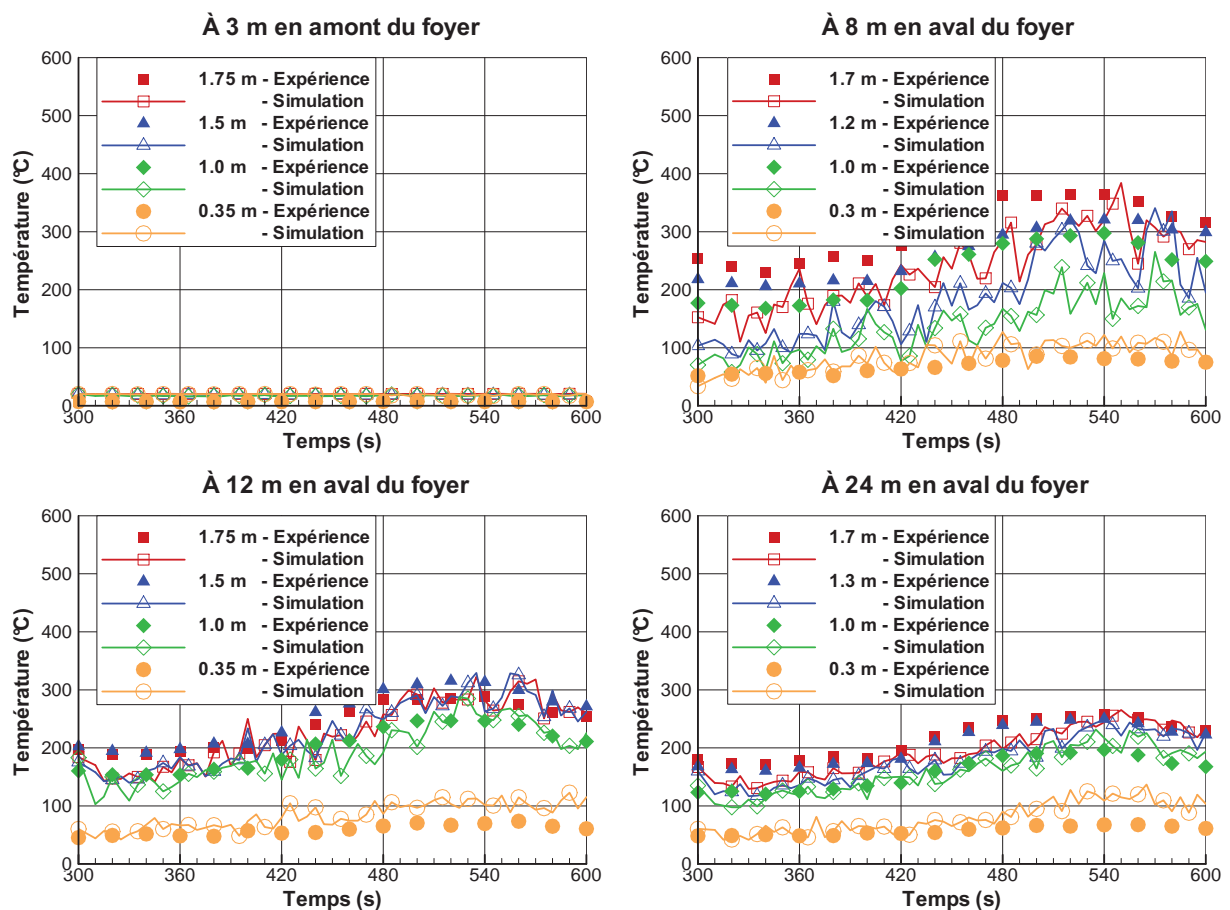 À 3 m en amont du foyer
600
500
400
300
200
100
0
300
360
420
480
540
600
Température (°C)
Temps (s)
1.75 m - Expérience
- Simulation
1.5 m - Expérience
- Simulation
1.0 m - Expérience
- Simulation
0.35 m - Expérience
- Simulation
À 8 m en aval du foyer
600
500
400
300
200
100
0
300
360
420
480
540
600
Température (°C)
Temps (s)
1.7 m - Expérience
- Simulation
1.2 m - Expérience
- Simulation
1.0 m - Expérience
- Simulation
0.3 m - Expérience
- Simulation
À 12 m en aval du foyer
600
500
400
300
200
100
0
300
360
420
480
540
600
Température (°C)
Temps (s)
1.75 m - Expérience
- Simulation
1.5 m - Expérience
- Simulation
1.0 m - Expérience
- Simulation
0.35 m - Expérience
- Simulation
À 24 m en aval du foyer
600
500
400
300
200
100
0
300
360
420
480
540
600
Température (°C)
Temps (s)
1.7 m - Expérience
- Simulation
1.3 m - Expérience
- Simulation
1.0 m - Expérience
- Simulation
0.3 m - Expérience
- Simulation